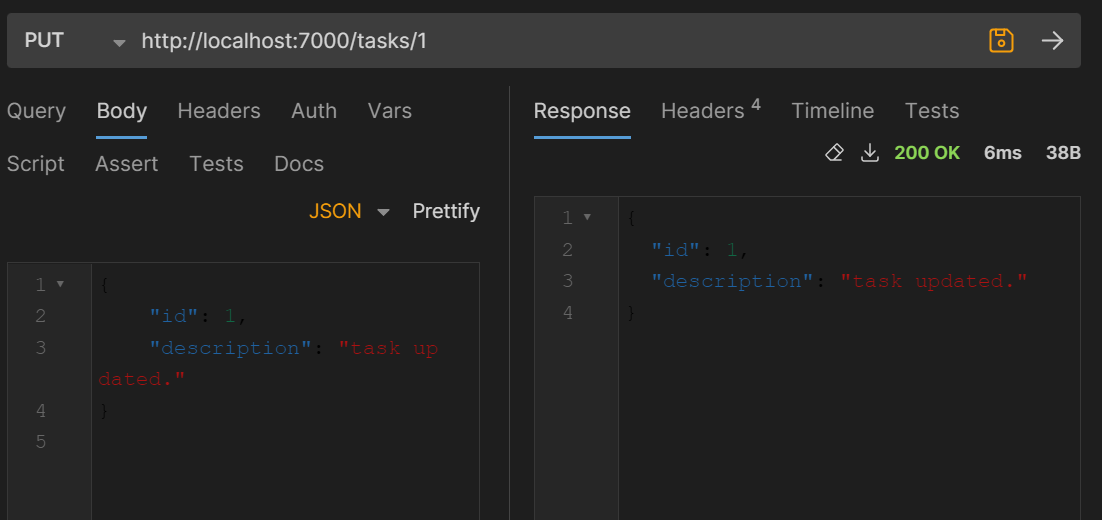 PUT http://localhost:7000/tasks/1
Query Body Headers Auth Vars
Script Assert Tests Docs
JSON Prettify
1 {
2 "id": 1,
3 "description": "task up
dated."
4 }
5
Response Headers 4 Timeline Tests
200 OK 6ms 38B
1 {
2 "id": 1,
3 "description": "task updated."
4 }